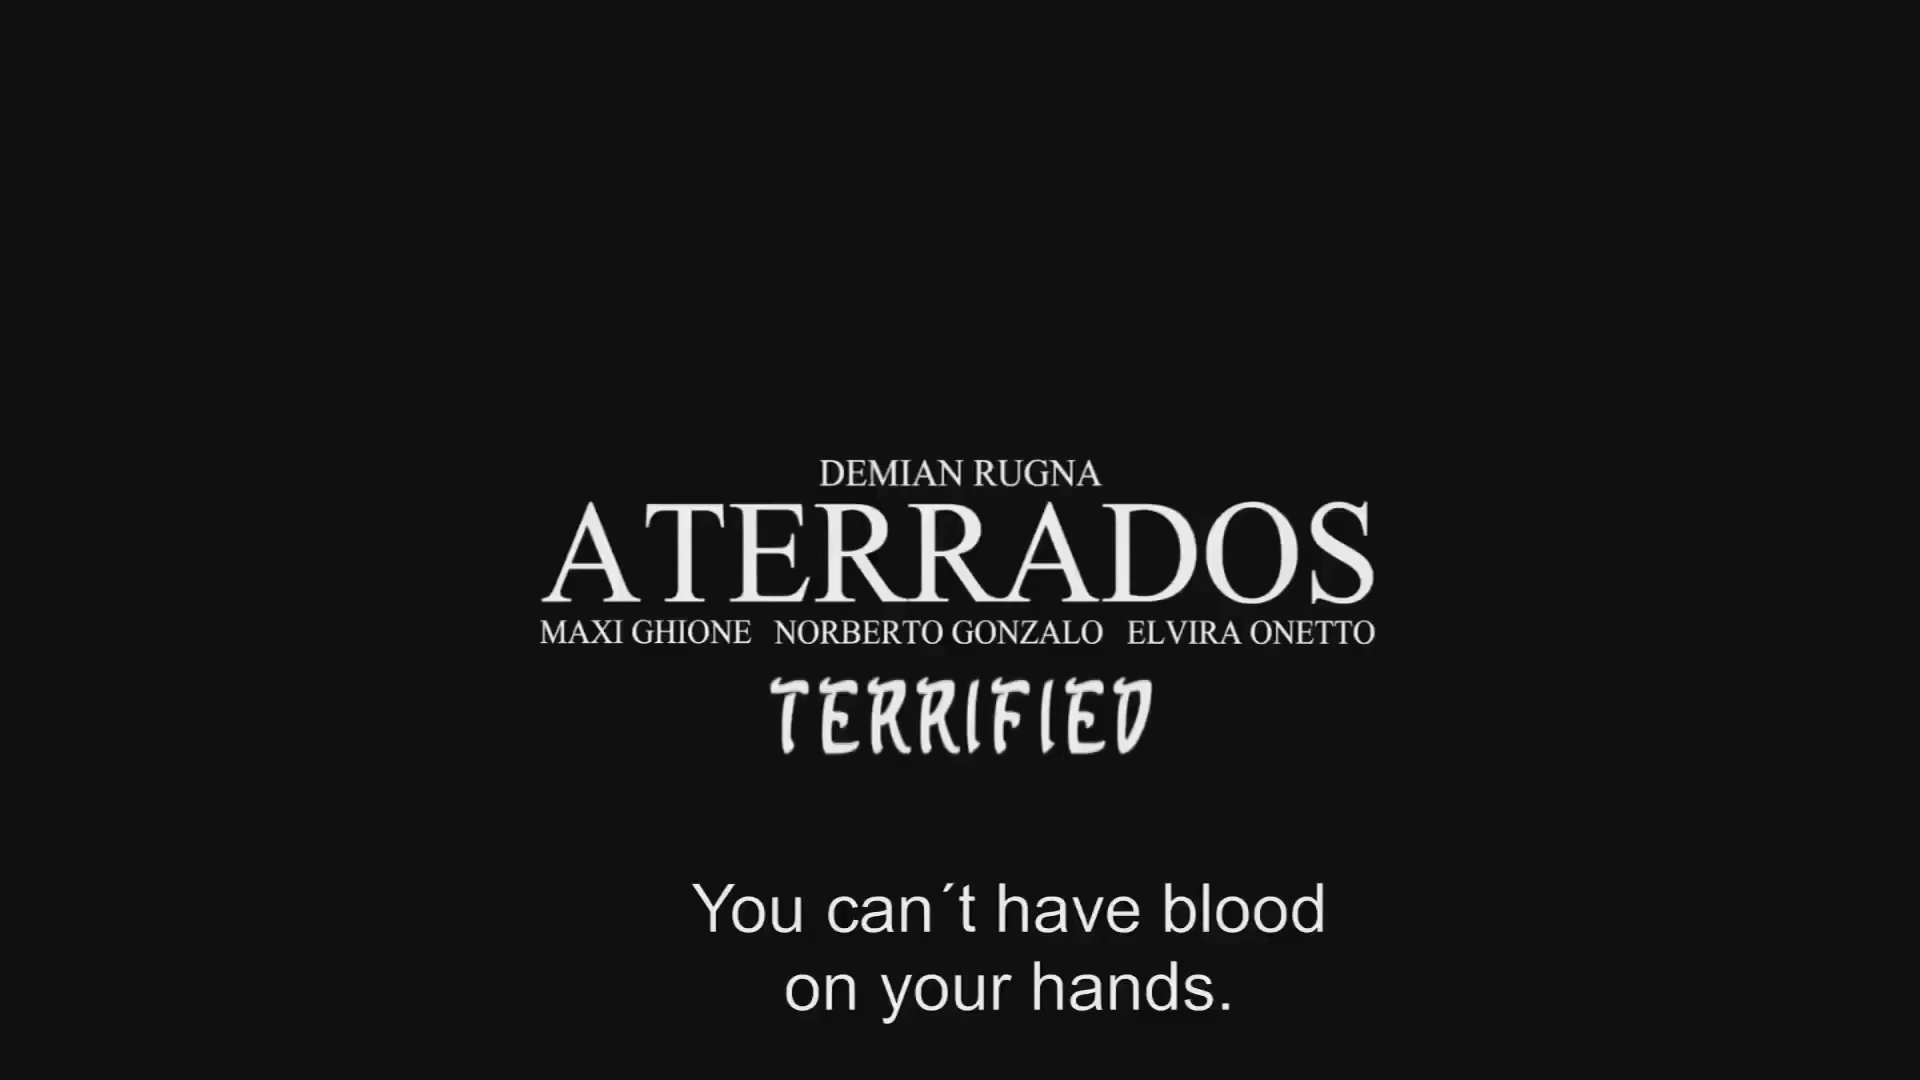 DEMIAN RUGNA
ATERRADOS
MAXI GHIONE NORBERTO GONZALO ELVIRA ONETTO
TERRIFIED
You can´t have blood
on your hands.